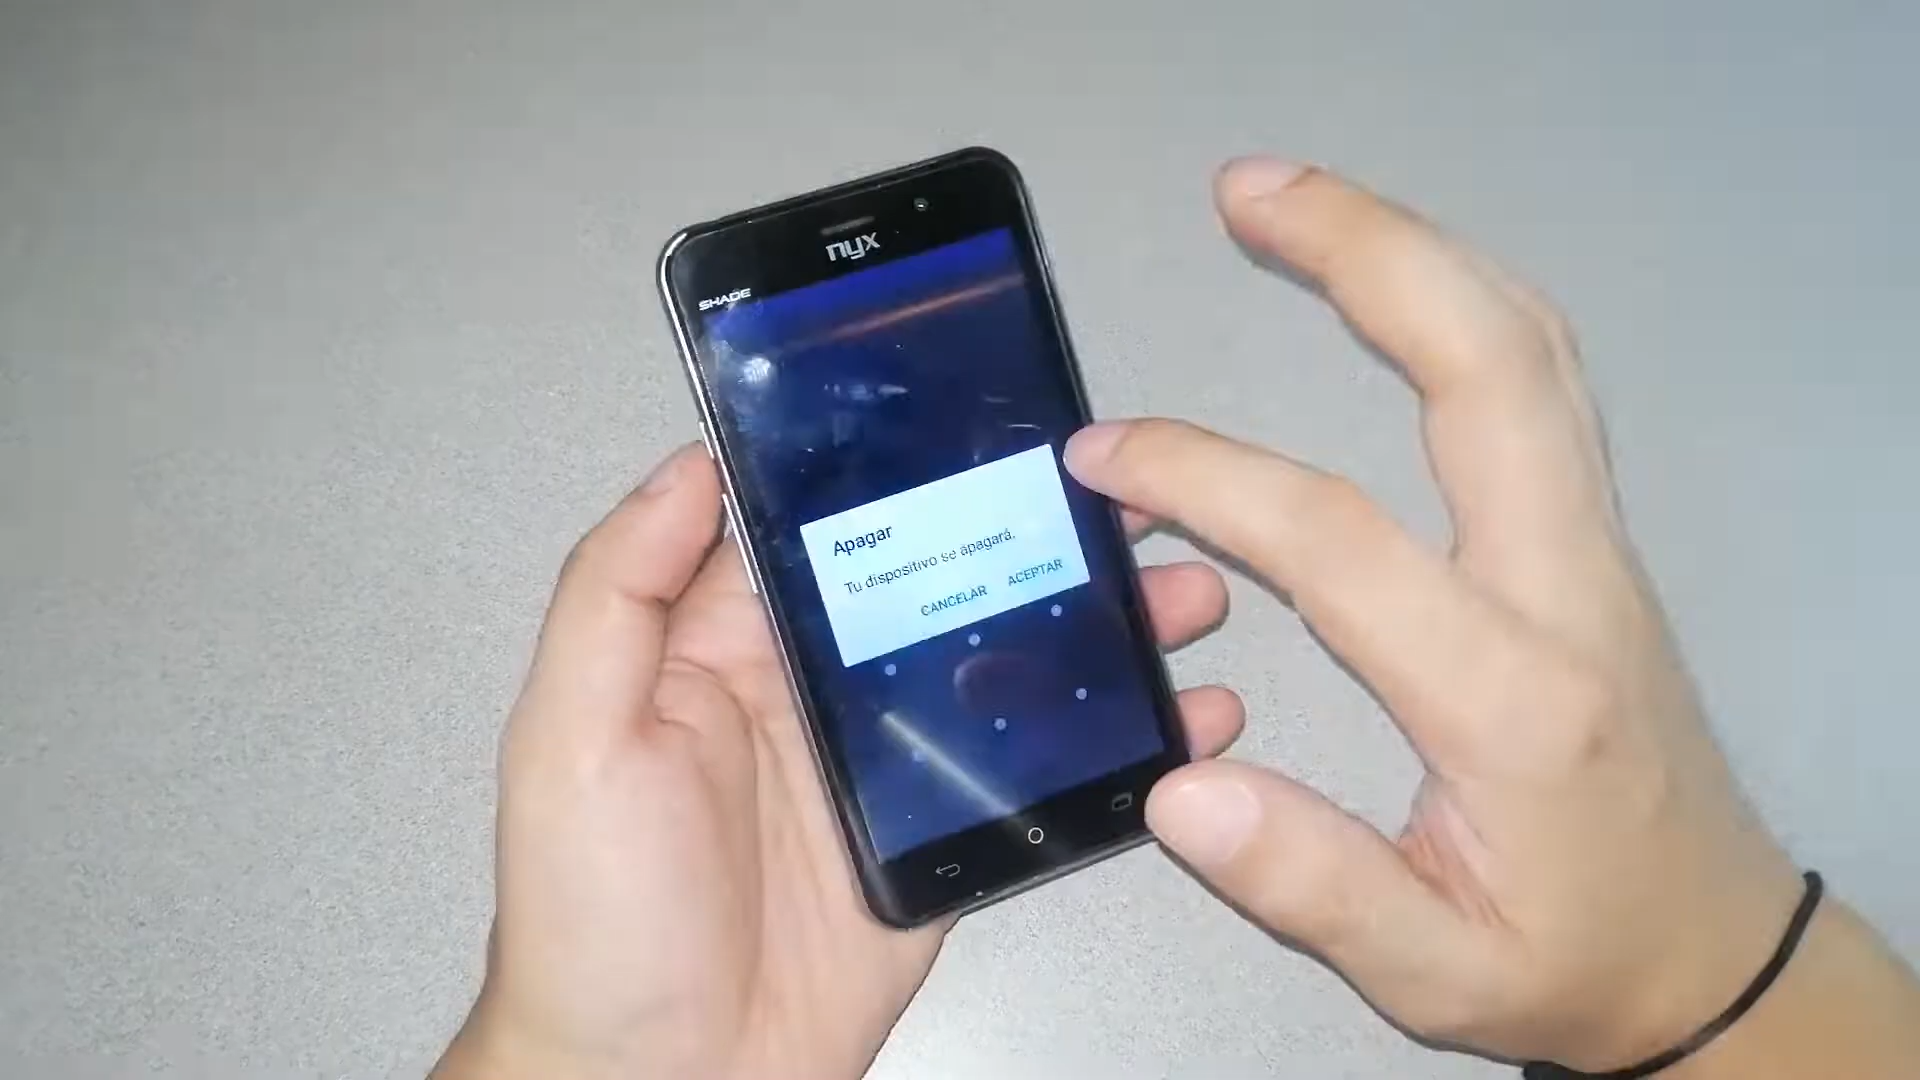 nyx
SHADE
Apagar
Tu dispositivo se apagará.
CANCELAR ACEPTAR